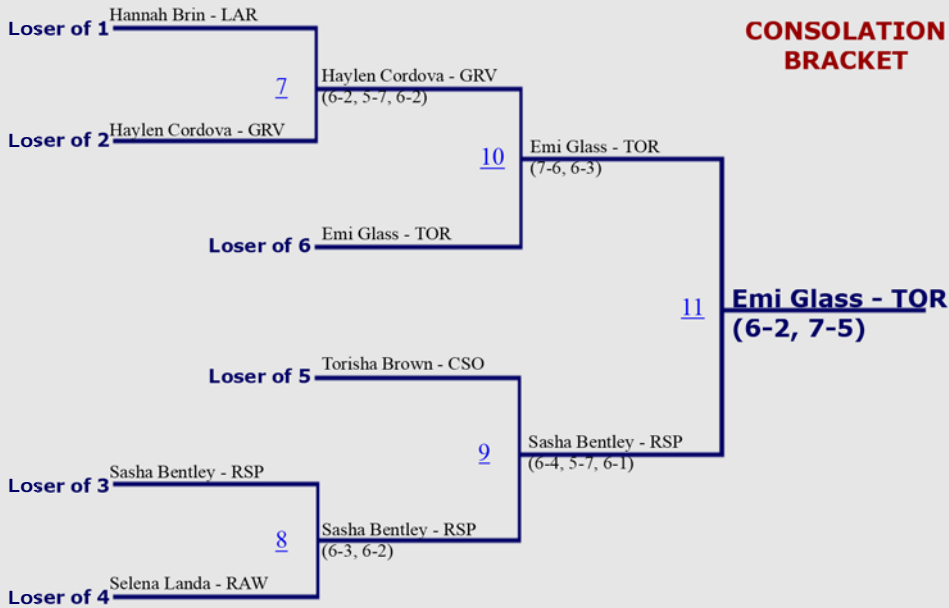 Hannah Brin - LAR
CONSOLATION
BRACKET
Loser of 1
7
Haylen Cordova - GRV
(6-2, 5-7, 6-2)
Loser of 2
Haylen Cordova - GRV
10
Emi Glass - TOR
(7-6, 6-3)
Loser of 6
Emi Glass - TOR
11
Emi Glass - TOR
(6-2, 7-5)
Loser of 5
Torisha Brown - CSO
9
Sasha Bentley - RSP
(6-4, 5-7, 6-1)
Loser of 3
Sasha Bentley - RSP
8
Sasha Bentley - RSP
(6-3, 6-2)
Loser of 4
Selena Landa - RAW